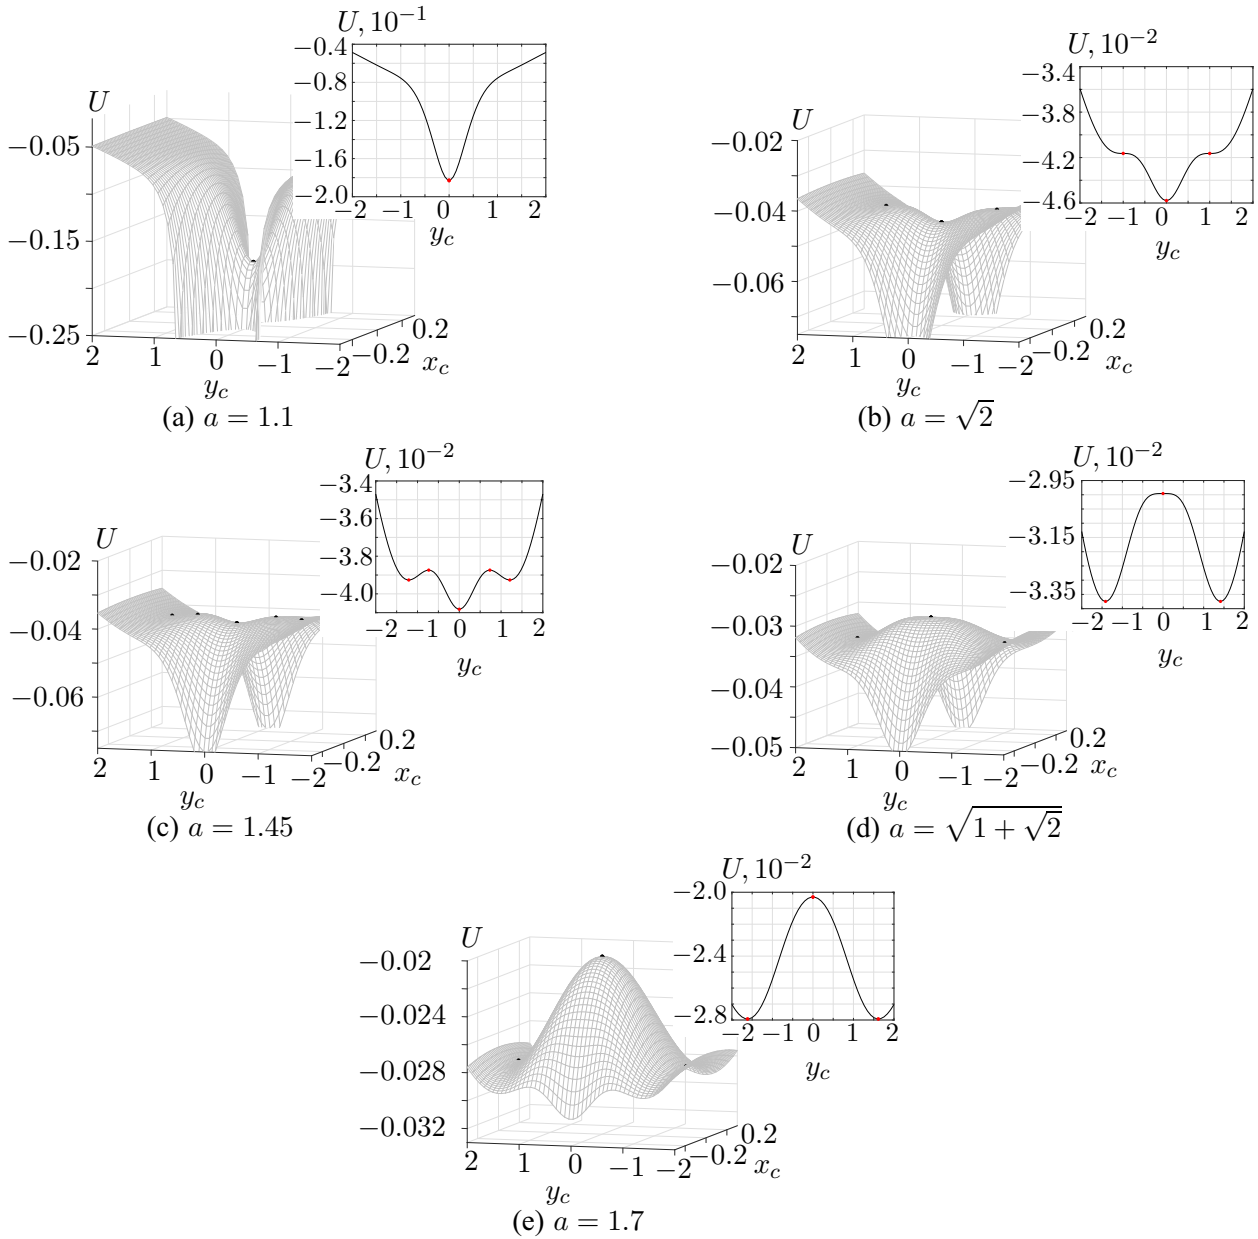 U, 10⁻¹
−0.4
−0.8
−1.2
−1.6
−2.0
−2 −1 0 1 2
y_c
U
−0.05
−0.15
−0.25
2 1 0 −1 −2
−0.2 0.2
x_c
y_c
(a) a = 1.1
U, 10⁻²
−3.4
−3.8
−4.2
−4.6
−2 −1 0 1 2
y_c
U
−0.02
−0.04
−0.06
2 1 0 −1 −2
−0.2 0.2
x_c
y_c
(b) a = √2
U, 10⁻²
−3.4
−3.6
−3.8
−4.0
−2 −1 0 1 2
y_c
U
−0.02
−0.04
−0.06
2 1 0 −1 −2
−0.2 0.2
x_c
y_c
(c) a = 1.45
U, 10⁻²
−2.95
−3.15
−3.35
−2 −1 0 1 2
y_c
U
−0.02
−0.03
−0.04
−0.05
2 1 0 −1 −2
−0.2 0.2
x_c
y_c
(d) a = √(1 + √2)
U, 10⁻²
−2.0
−2.4
−2.8
−2 −1 0 1 2
y_c
U
−0.02
−0.024
−0.028
−0.032
2 1 0 −1 −2
−0.2 0.2
x_c
y_c
(e) a = 1.7